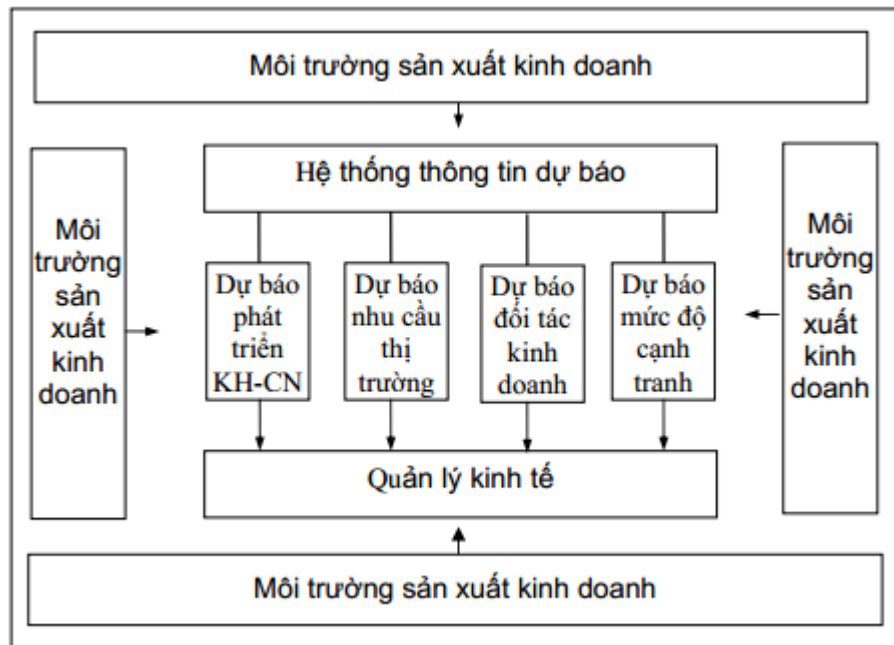 Môi trường sản xuất kinh doanh
Hệ thống thông tin dự báo
Môi
trường
sản
xuất
kinh
doanh
Dự báo
phát
triển
KH-CN
Dự báo
nhu cầu
thị
trường
Dự báo
đối tác
kinh
doanh
Dự báo
mức độ
cạnh
tranh
Môi
trường
sản
xuất
kinh
doanh
Quản lý kinh tế
Môi trường sản xuất kinh doanh